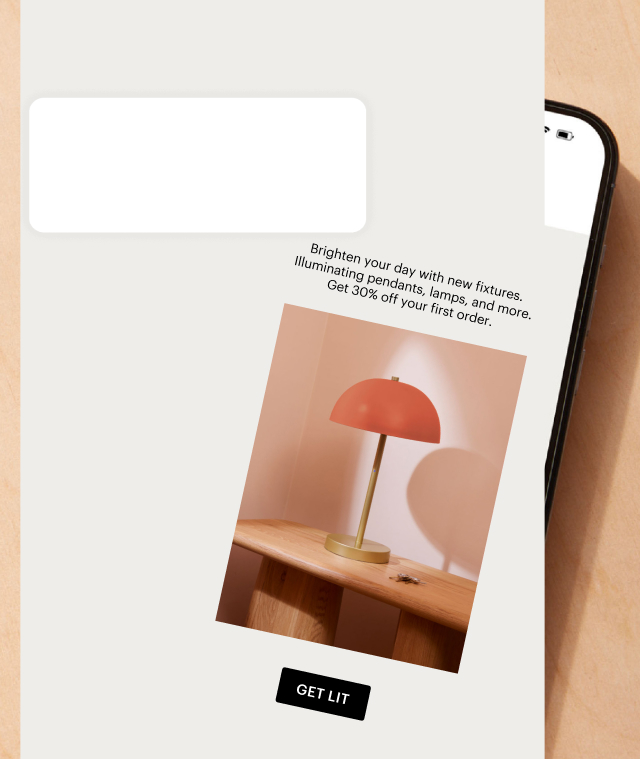 Brighten your day with new fixtures.
Illuminating pendants, lamps, and more.
Get 30% off your first order.
GET LIT